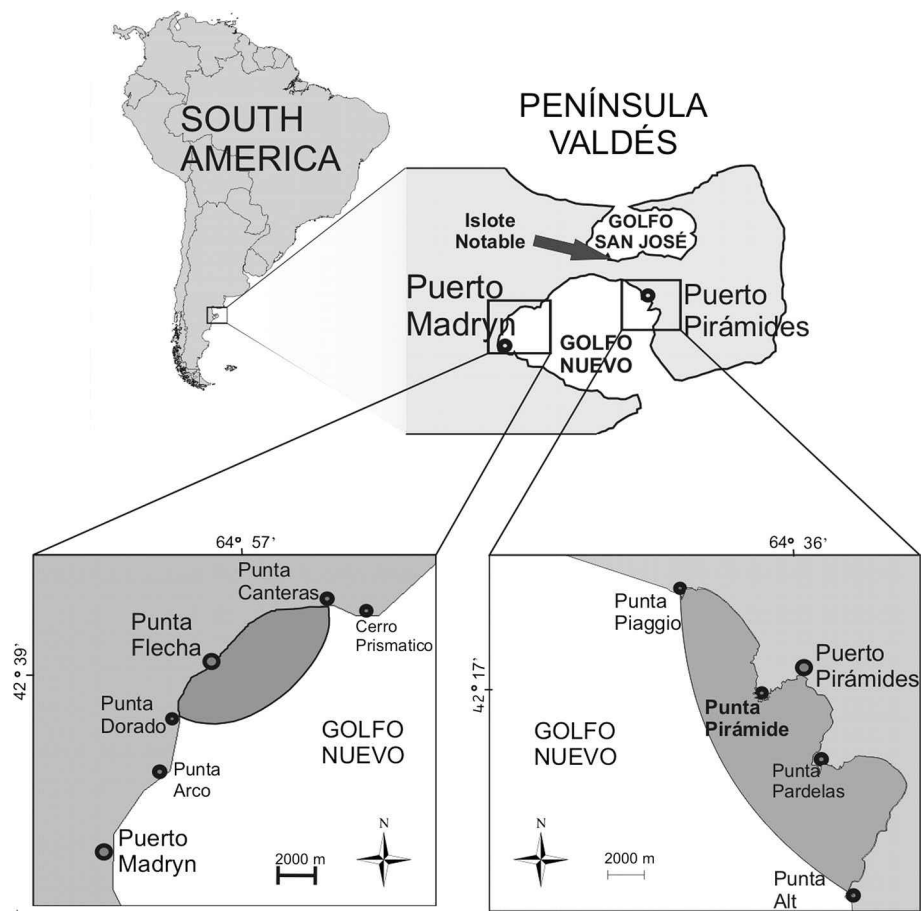 SOUTH
AMERICA
PENÍNSULA
VALDÉS
Islote
Notable
GOLFO
SAN JOSÉ
Puerto
Madryn
Puerto
Pirámides
GOLFO
NUEVO
64° 57'
Punta
Canteras
Cerro
Prismatico
Punta
Flecha
42° 39'
Punta
Dorado
GOLFO
NUEVO
Punta
Arco
Puerto
Madryn
N
2000 m
64° 36'
Punta
Piaggio
Puerto
Pirámides
42° 17'
Punta
Pirámide
GOLFO
NUEVO
Punta
Pardelas
N
2000 m
Punta
Alt